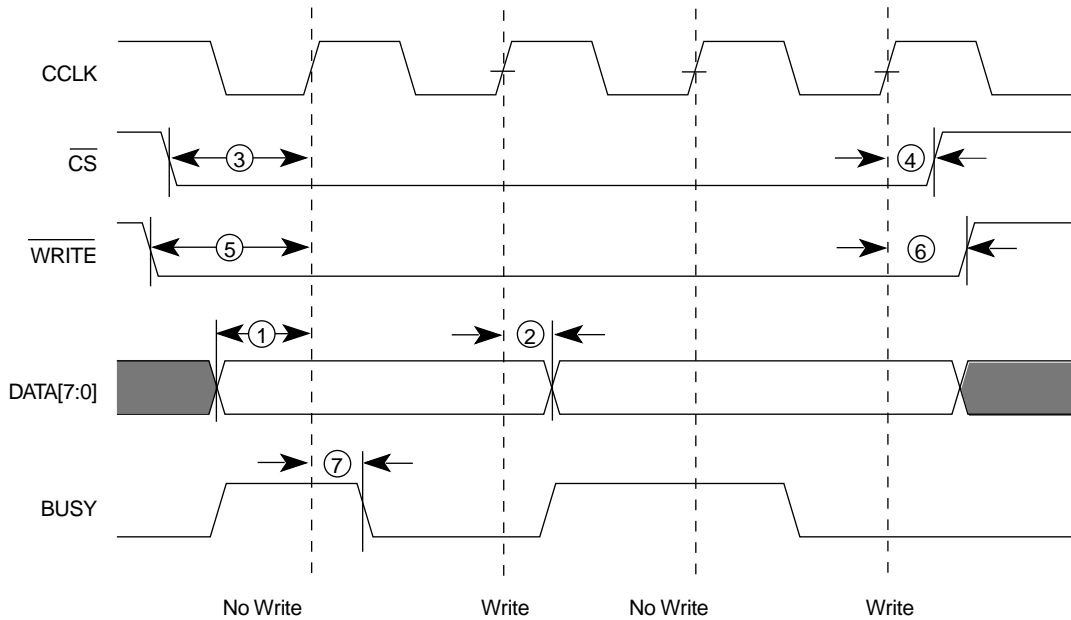 CCLK
CS
3
4
WRITE
5
6
1
2
DATA[7:0]
7
BUSY
No Write
Write
No Write
Write